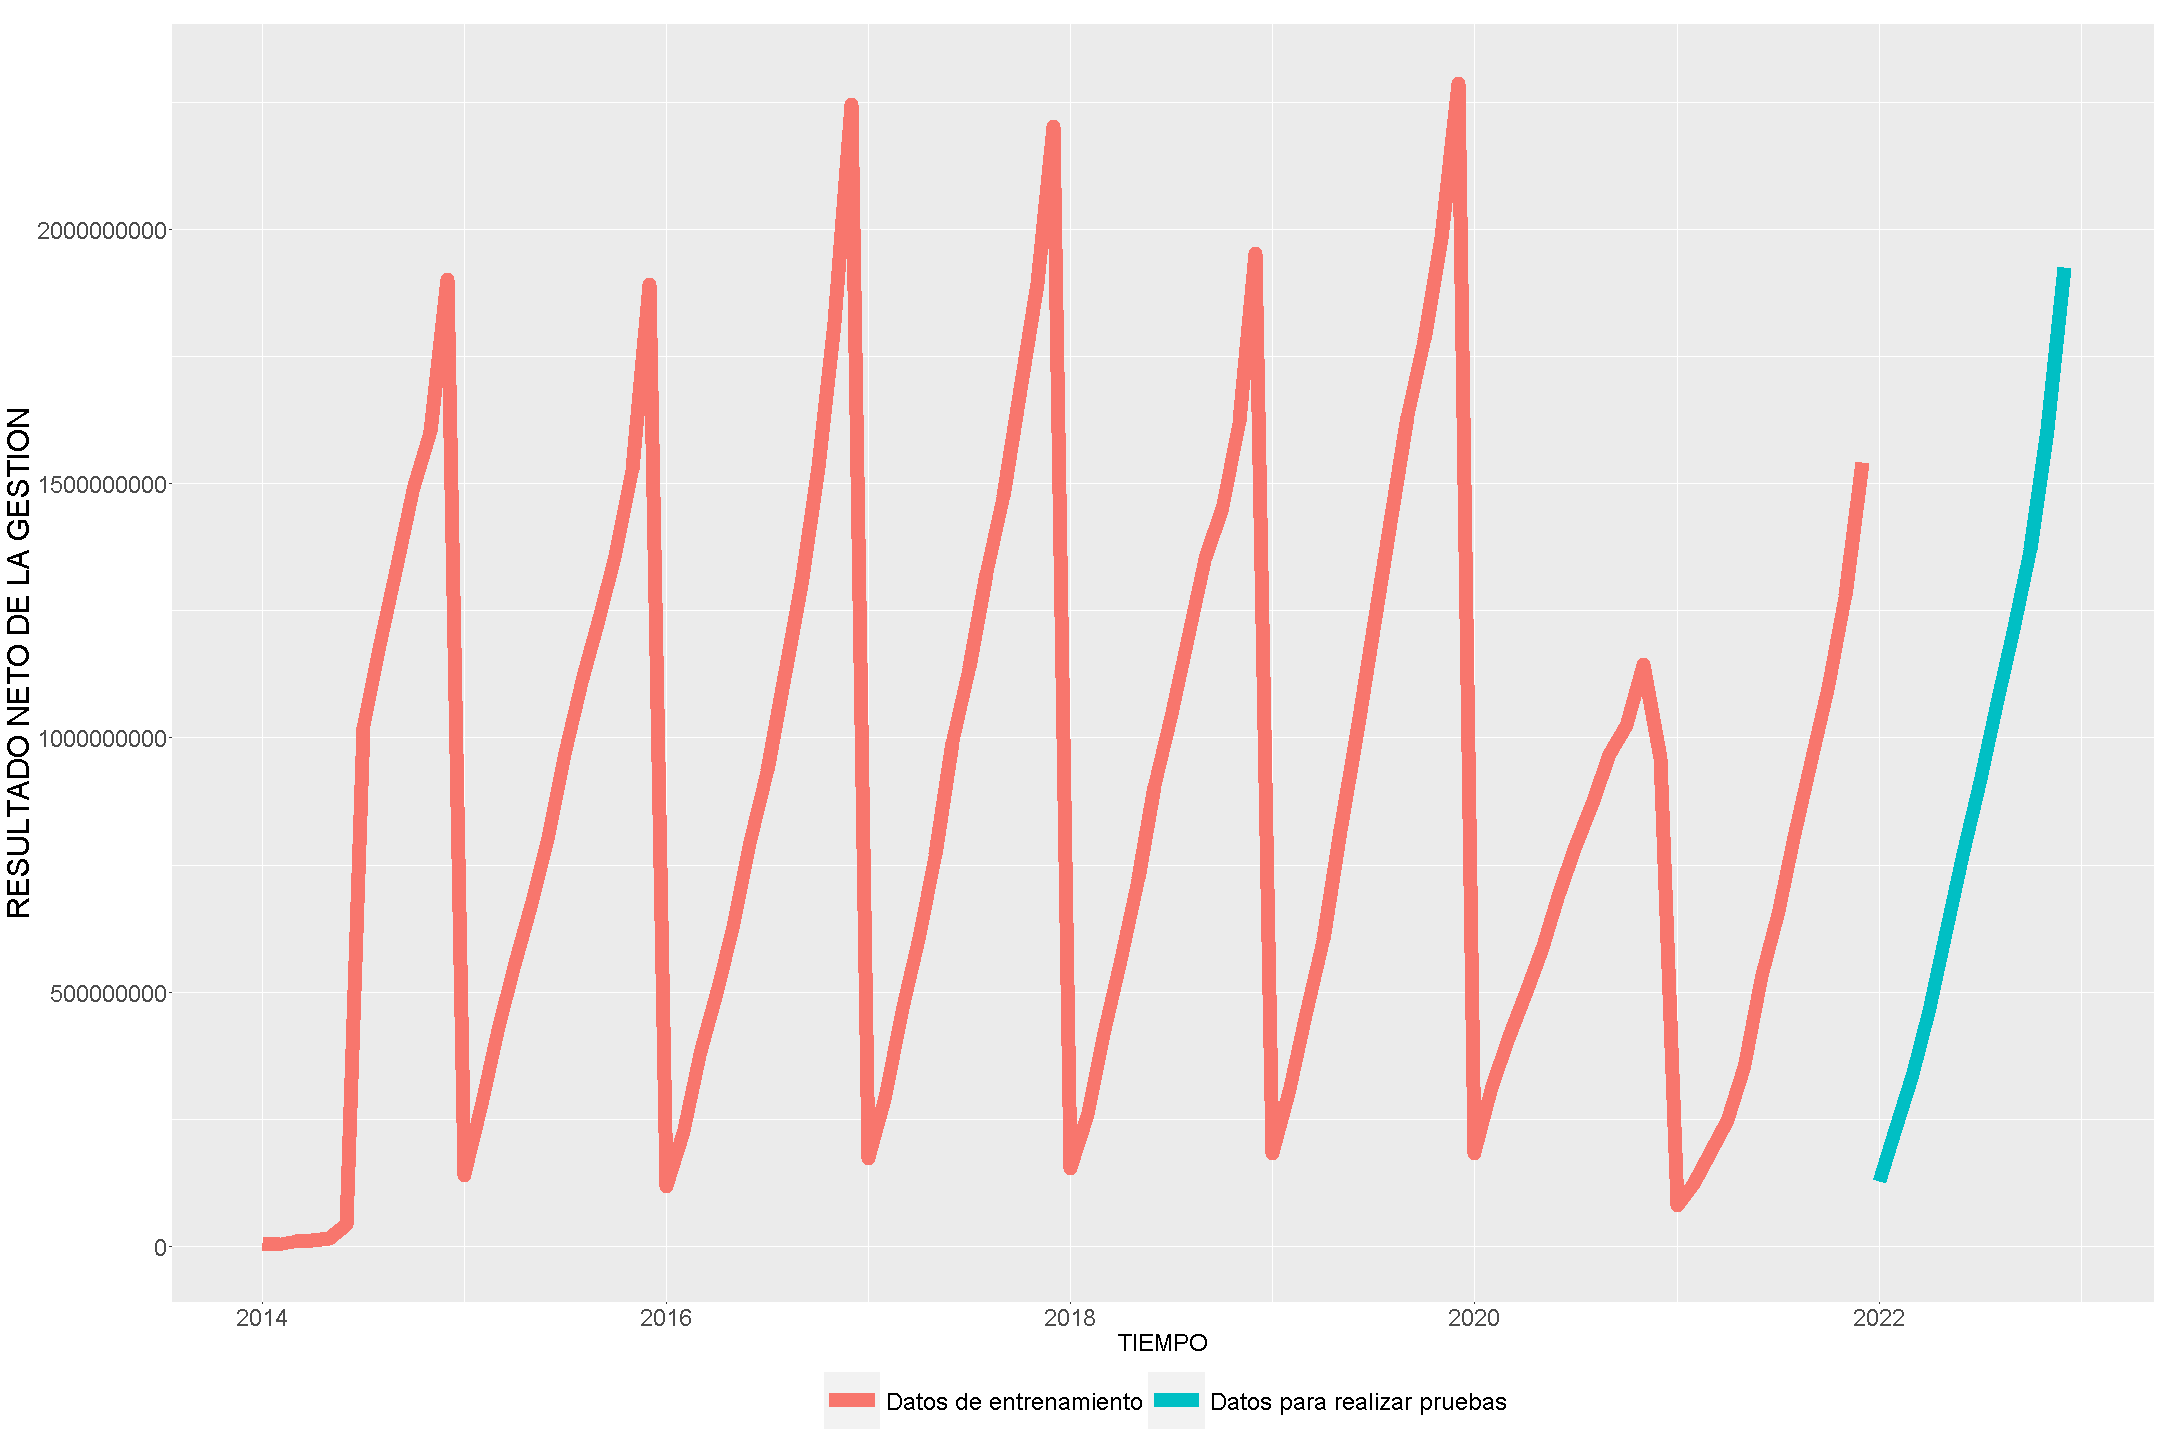 RESULTADO NETO DE LA GESTION
2000000000
1500000000
1000000000
500000000
0
2014 2016 2018 2020 2022
TIEMPO
Datos de entrenamiento Datos para realizar pruebas